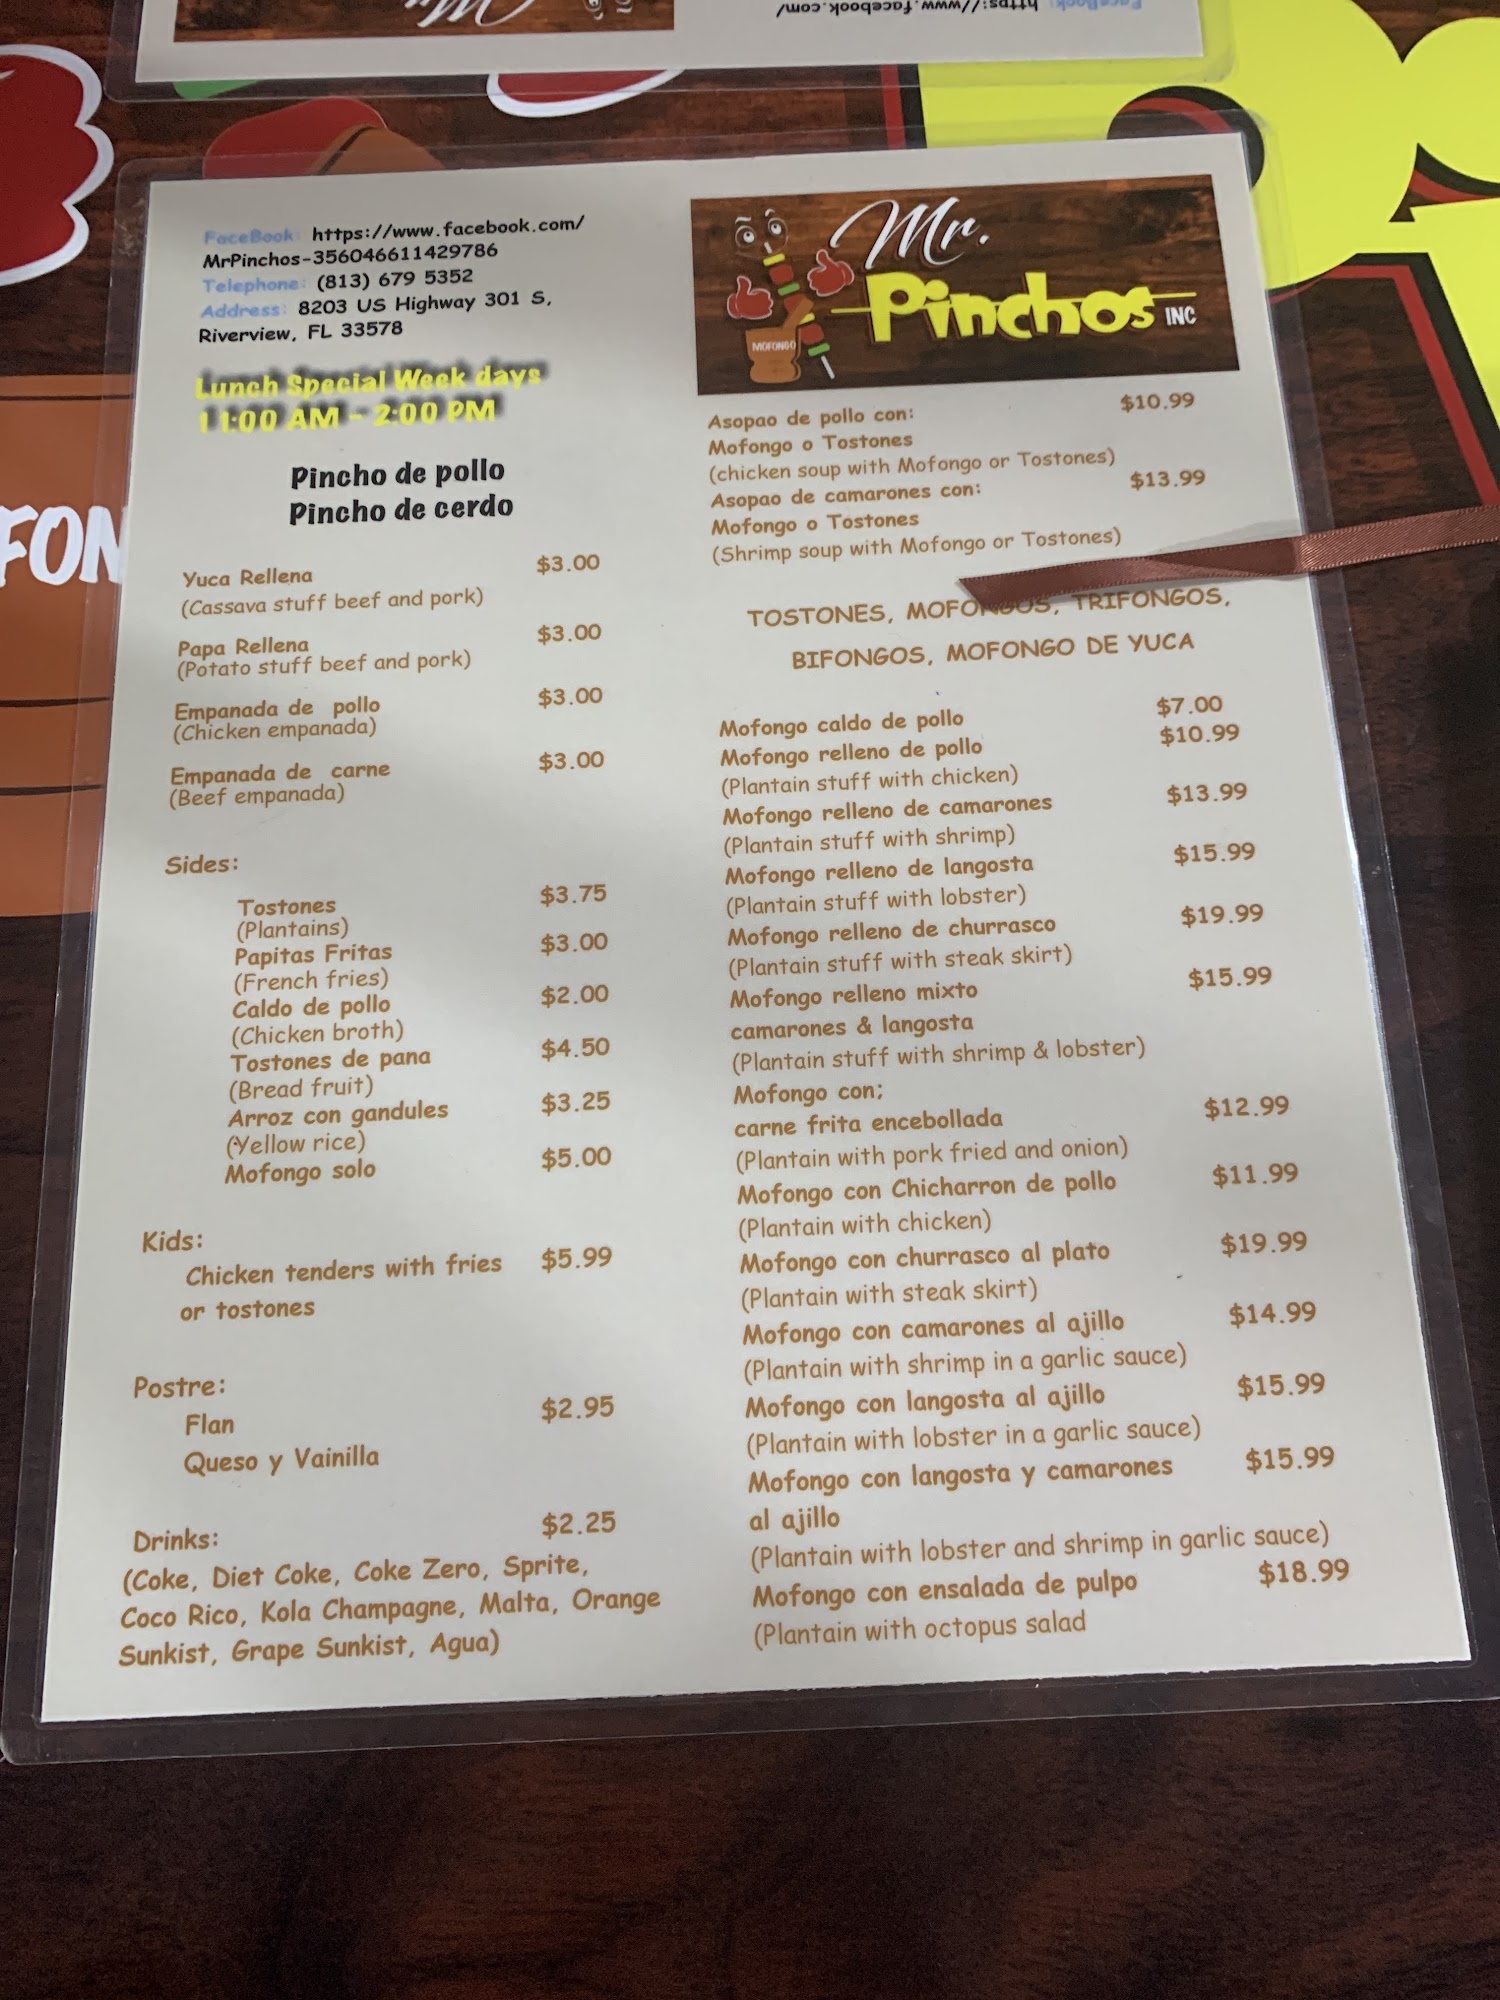 https://www.facebook.com/
FaceBook:
Mr.
FON
FaceBook: https://www.facebook.com/
MrPinchos-356046611429786
Telephone: (813) 679 5352
Address: 8203 US Highway 301 S,
Riverview, FL 33578
Lunch Special Week days
11:00 AM - 2:00 PM
Pincho de pollo
Pincho de cerdo
Yuca Rellena $3.00
(Cassava stuff beef and pork)
Papa Rellena $3.00
(Potato stuff beef and pork)
Empanada de pollo $3.00
(Chicken empanada)
Empanada de carne $3.00
(Beef empanada)
Sides:
Tostones $3.75
(Plantains)
Papitas Fritas $3.00
(French fries)
Caldo de pollo $2.00
(Chicken broth)
Tostones de pana $4.50
(Bread fruit)
Arroz con gandules $3.25
(Yellow rice)
Mofongo solo $5.00
Kids:
Chicken tenders with fries $5.99
or tostones
Postre:
Flan $2.95
Queso y Vainilla
Drinks: $2.25
(Coke, Diet Coke, Coke Zero, Sprite,
Coco Rico, Kola Champagne, Malta, Orange
Sunkist, Grape Sunkist, Agua)
Mr.
Pinchos INC
MOFONGO
Asopao de pollo con: $10.99
Mofongo o Tostones
(chicken soup with Mofongo or Tostones)
Asopao de camarones con: $13.99
Mofongo o Tostones
(Shrimp soup with Mofongo or Tostones)
TOSTONES, MOFONGOS, TRIFONGOS,
BIFONGOS, MOFONGO DE YUCA
Mofongo caldo de pollo $7.00
Mofongo relleno de pollo $10.99
(Plantain stuff with chicken)
Mofongo relleno de camarones $13.99
(Plantain stuff with shrimp)
Mofongo relleno de langosta $15.99
(Plantain stuff with lobster)
Mofongo relleno de churrasco $19.99
(Plantain stuff with steak skirt)
Mofongo relleno mixto $15.99
camarones & langosta
(Plantain stuff with shrimp & lobster)
Mofongo con:
carne frita encebollada $12.99
(Plantain with pork fried and onion)
Mofongo con Chicharron de pollo $11.99
(Plantain with chicken)
Mofongo con churrasco al plato $19.99
(Plantain with steak skirt)
Mofongo con camarones al ajillo $14.99
(Plantain with shrimp in a garlic sauce)
Mofongo con langosta al ajillo $15.99
(Plantain with lobster in a garlic sauce)
Mofongo con langosta y camarones $15.99
al ajillo
(Plantain with lobster and shrimp in garlic sauce)
Mofongo con ensalada de pulpo $18.99
(Plantain with octopus salad